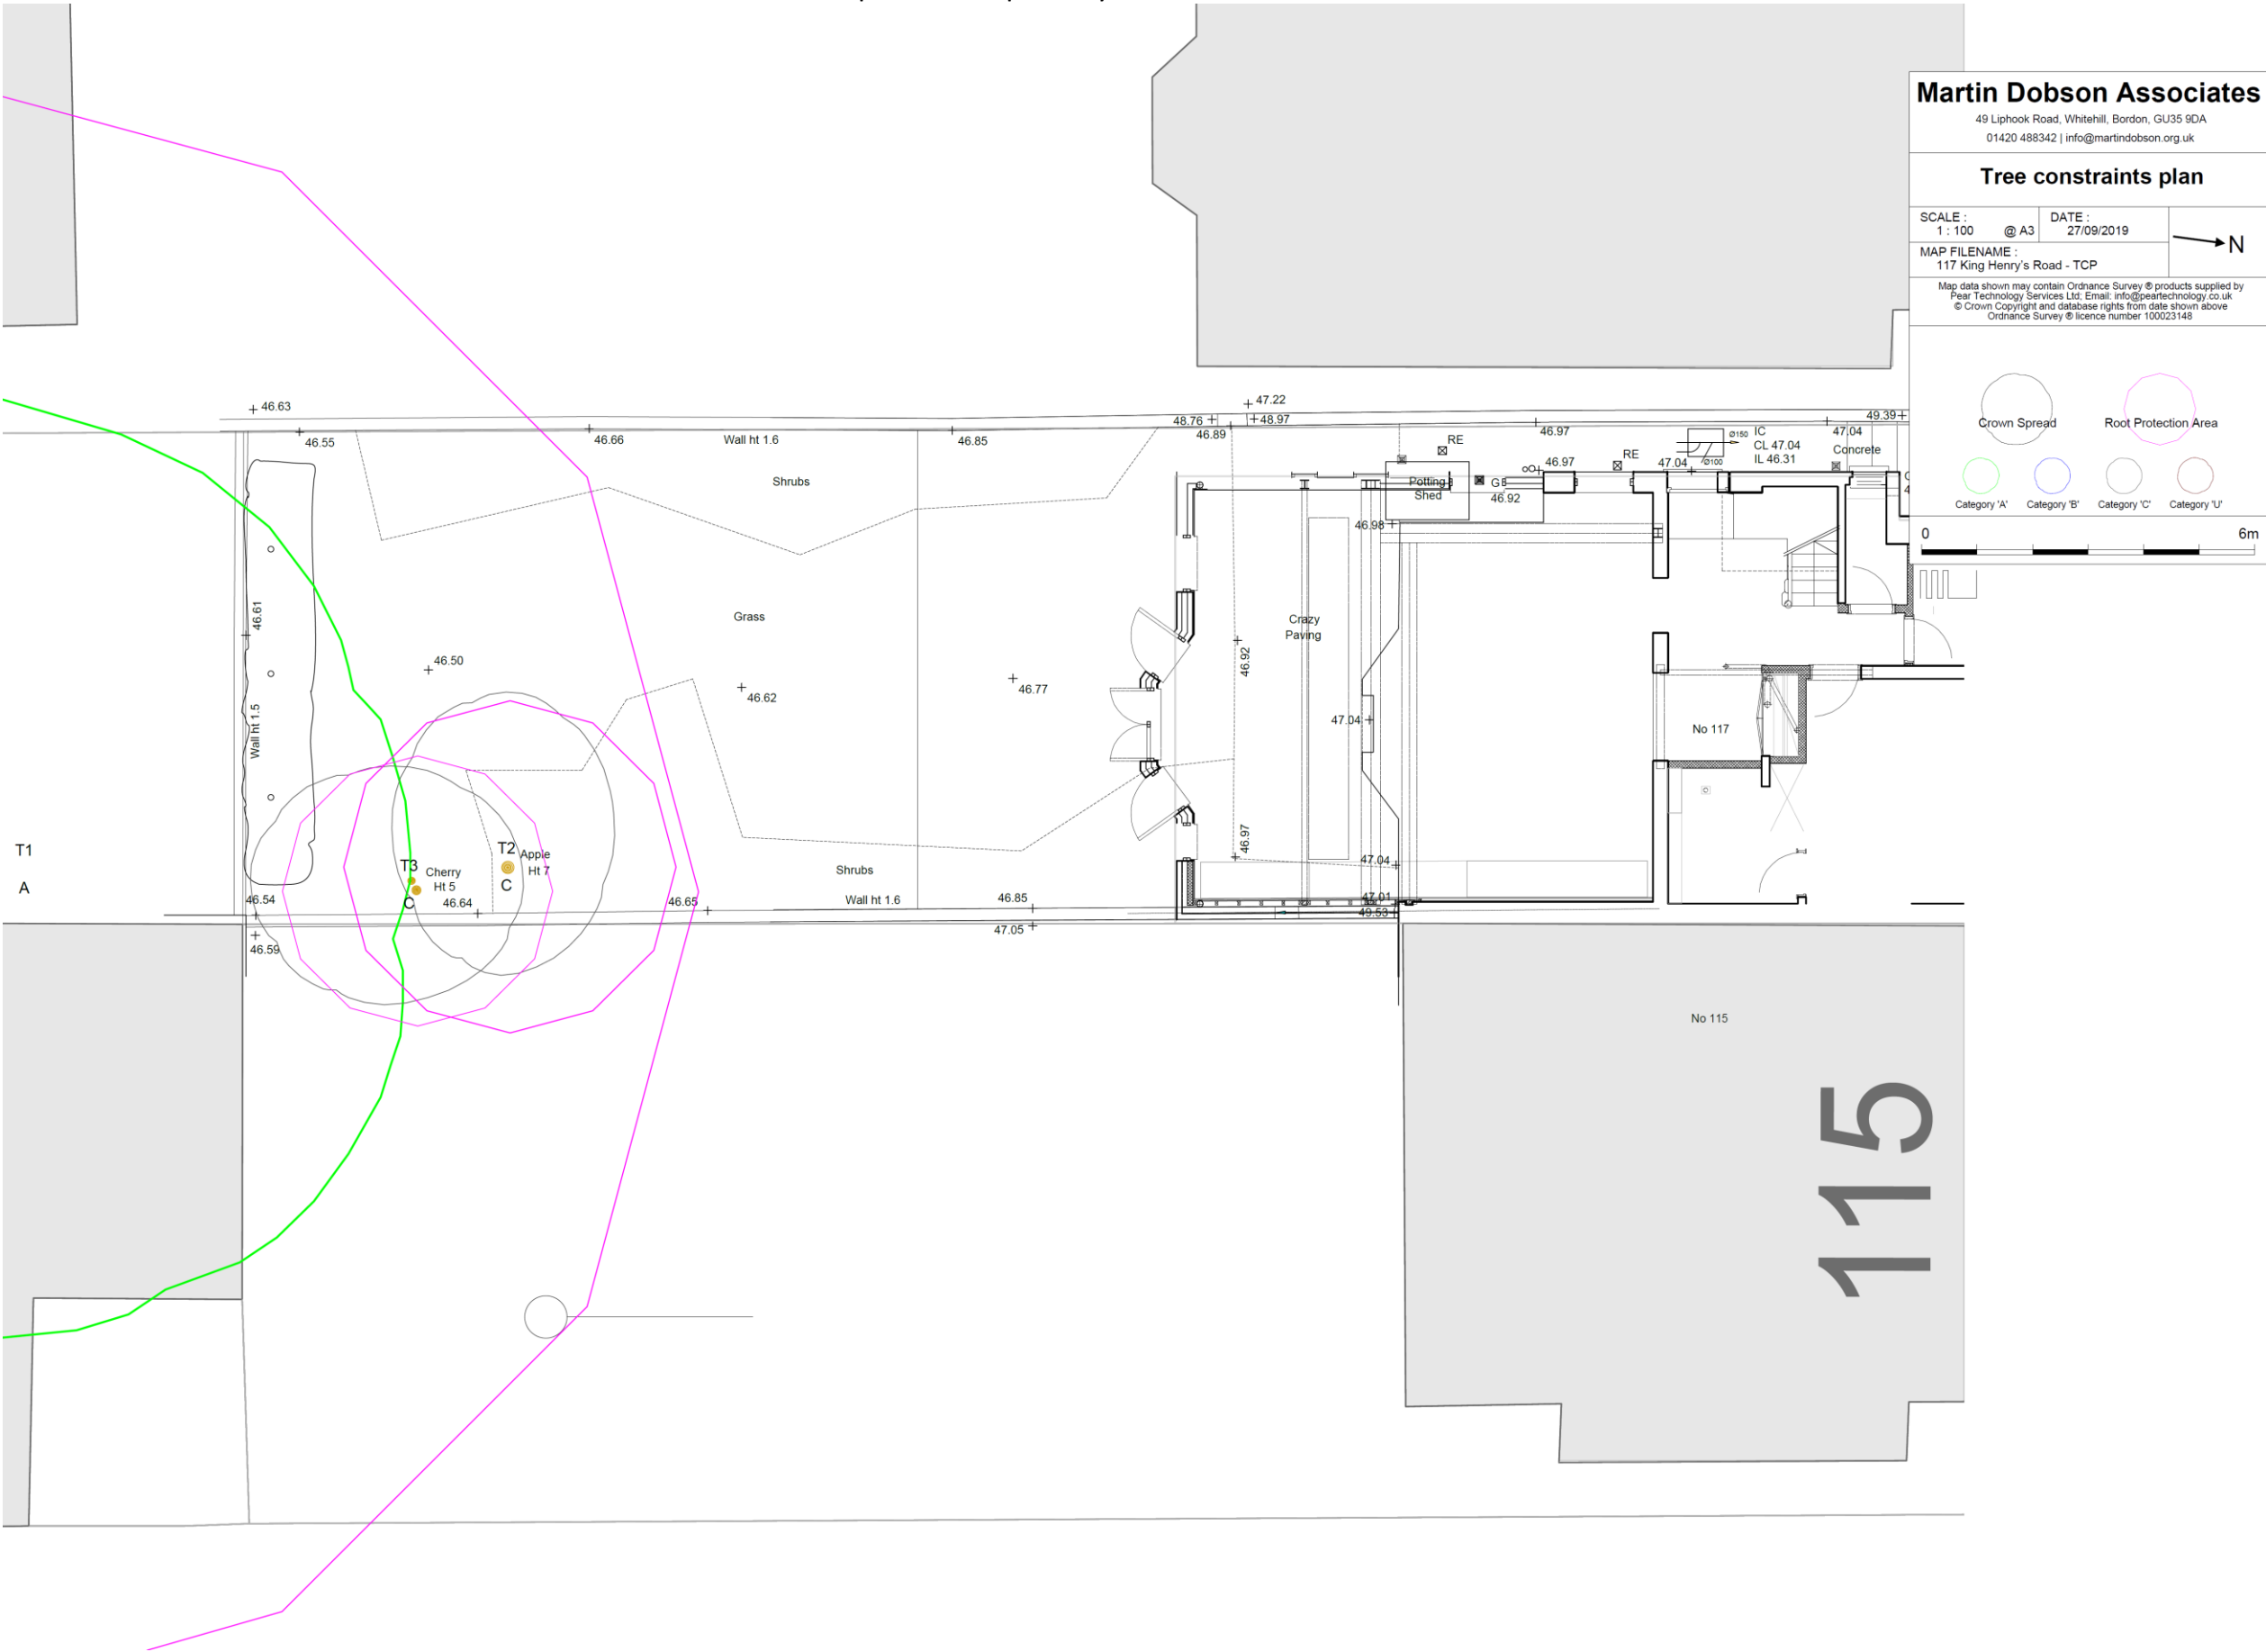 Martin Dobson Associates
49 Liphook Road, Whitehill, Bordon, GU35 9DA
01420 488342 | info@martindobson.org.uk
Tree constraints plan
SCALE :
1 : 100 @ A3
DATE :
27/09/2019
N
MAP FILENAME :
117 King Henry's Road - TCP
Map data shown may contain Ordnance Survey ® products supplied by
Pear Technology Services Ltd; Email: info@peartechnology.co.uk
© Crown Copyright and database rights from date shown above
Ordnance Survey ® licence number 100023148
Crown Spread
Root Protection Area
Category 'A'
Category 'B'
Category 'C'
Category 'U'
0
6m
46.63
46.55
46.66
Wall ht 1.6
46.85
47.22
48.76
48.97
46.89
46.97
49.39
47.04
Concrete
Ø150
IC
CL 47.04
IL 46.31
Ø100
RE
RE
46.97
47.04
Shrubs
Potting
Shed
G
46.92
46.98
46.61
Grass
Crazy
Paving
46.50
46.62
46.77
46.92
Wall ht 1.5
47.04
No 117
T1
A
T3
Cherry
Ht 5
C
T2
Apple
Ht 7
C
46.97
47.04
Shrubs
Wall ht 1.6
46.54
46.64
46.65
46.85
47.01
49.53
46.59
47.05
No 115
115